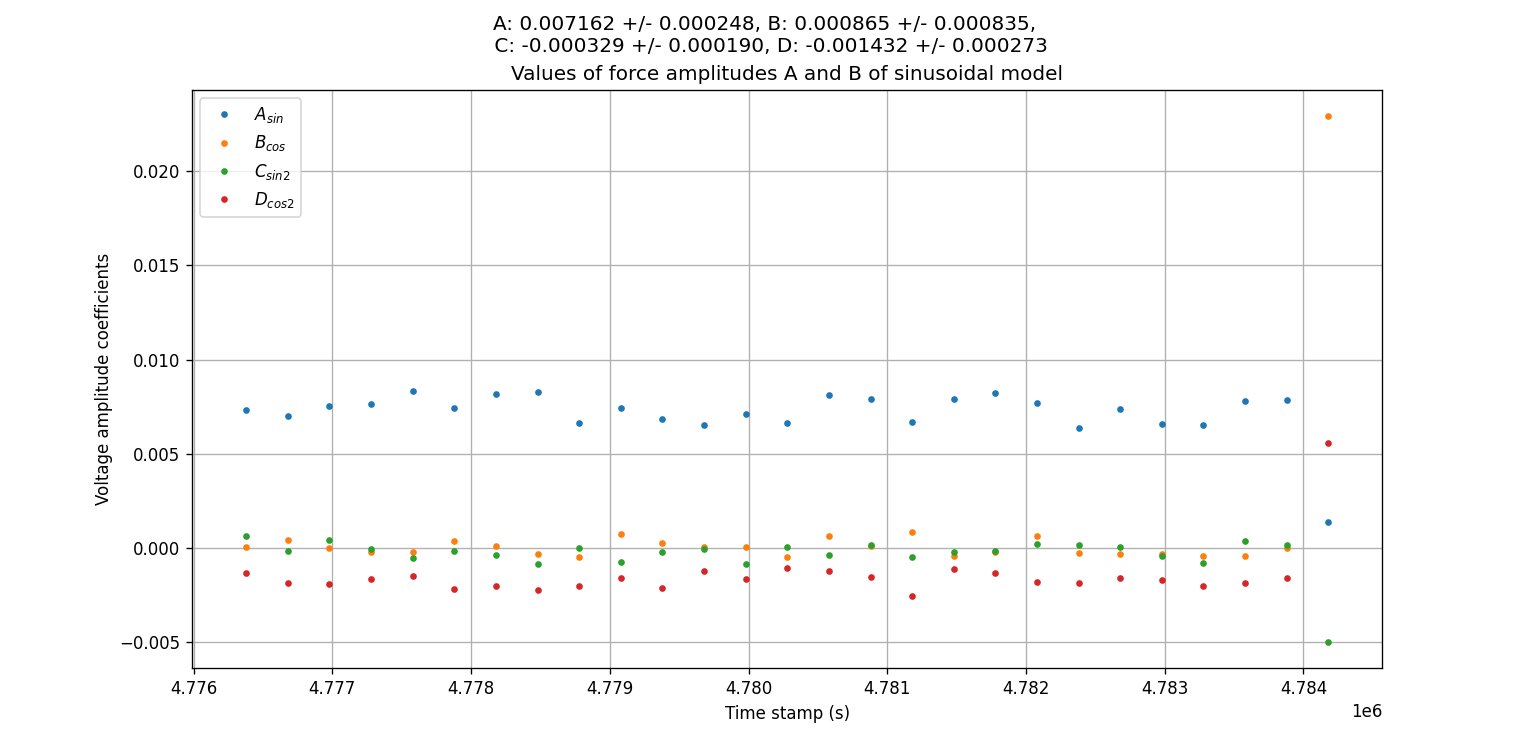 A: 0.007162 +/- 0.000248, B: 0.000865 +/- 0.000835,
C: -0.000329 +/- 0.000190, D: -0.001432 +/- 0.000273
Values of force amplitudes A and B of sinusoidal model
A_sin
B_cos
C_sin2
D_cos2
Voltage amplitude coefficients
0.020
0.015
0.010
0.005
0.000
−0.005
4.776 4.777 4.778 4.779 4.780 4.781 4.782 4.783 4.784
1e6
Time stamp (s)